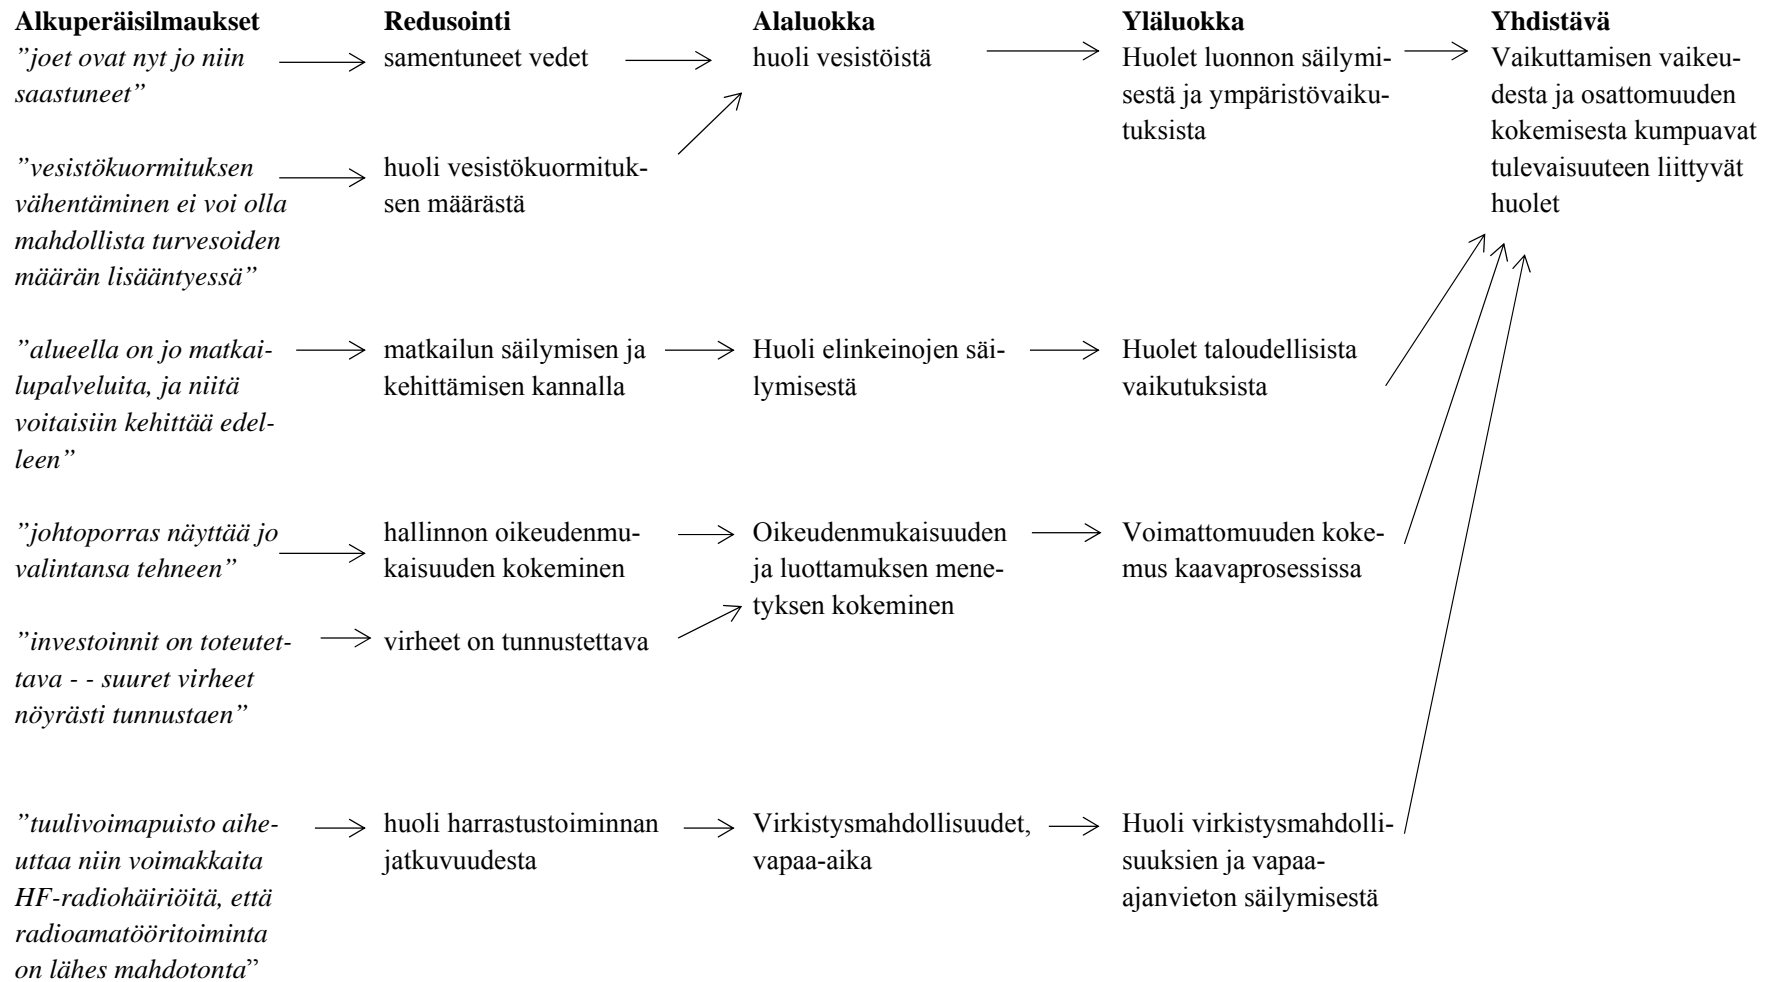 Alkuperäisilmaukset
"joet ovat nyt jo niin
saastuneet"
"vesistökuormituksen
vähentäminen ei voi olla
mahdollista turvesoiden
määrän lisääntyessä"
"alueella on jo matkai-
lupalveluita, ja niitä
voitaisiin kehittää edel-
leen"
"johtoporras näyttää jo
valintansa tehneen"
"investoinnit on toteutet-
tava - - suuret virheet
nöyrästi tunnustaen"
"tuulivoimapuisto aihe-
uttaa niin voimakkaita
HF-radiohäiriöitä, että
radioamatööritoiminta
on lähes mahdotonta"
Redusointi
samentuneet vedet
huoli vesistökuormituk-
sen määrästä
matkailun säilymisen ja
kehittämisen kannalla
hallinnon oikeudenmu-
kaisuuden kokeminen
virheet on tunnustettava
huoli harrastustoiminnan
jatkuvuudesta
Alaluokka
huoli vesistöistä
Huoli elinkeinojen säi-
lymisestä
Oikeudenmukaisuuden
ja luottamuksen mene-
tyksen kokeminen
Virkistysmahdollisuudet,
vapaa-aika
Yläluokka
Huolet luonnon säilymi-
sestä ja ympäristövaiku-
tuksista
Huolet taloudellisista
vaikutuksista
Voimattomuuden koke-
mus kaavaprosessissa
Huoli virkistysmahdolli-
suuksien ja vapaa-
ajanvieton säilymisestä
Yhdistävä
Vaikuttamisen vaikeu-
desta ja osattomuuden
kokemisesta kumpuavat
tulevaisuuteen liittyvät
huolet